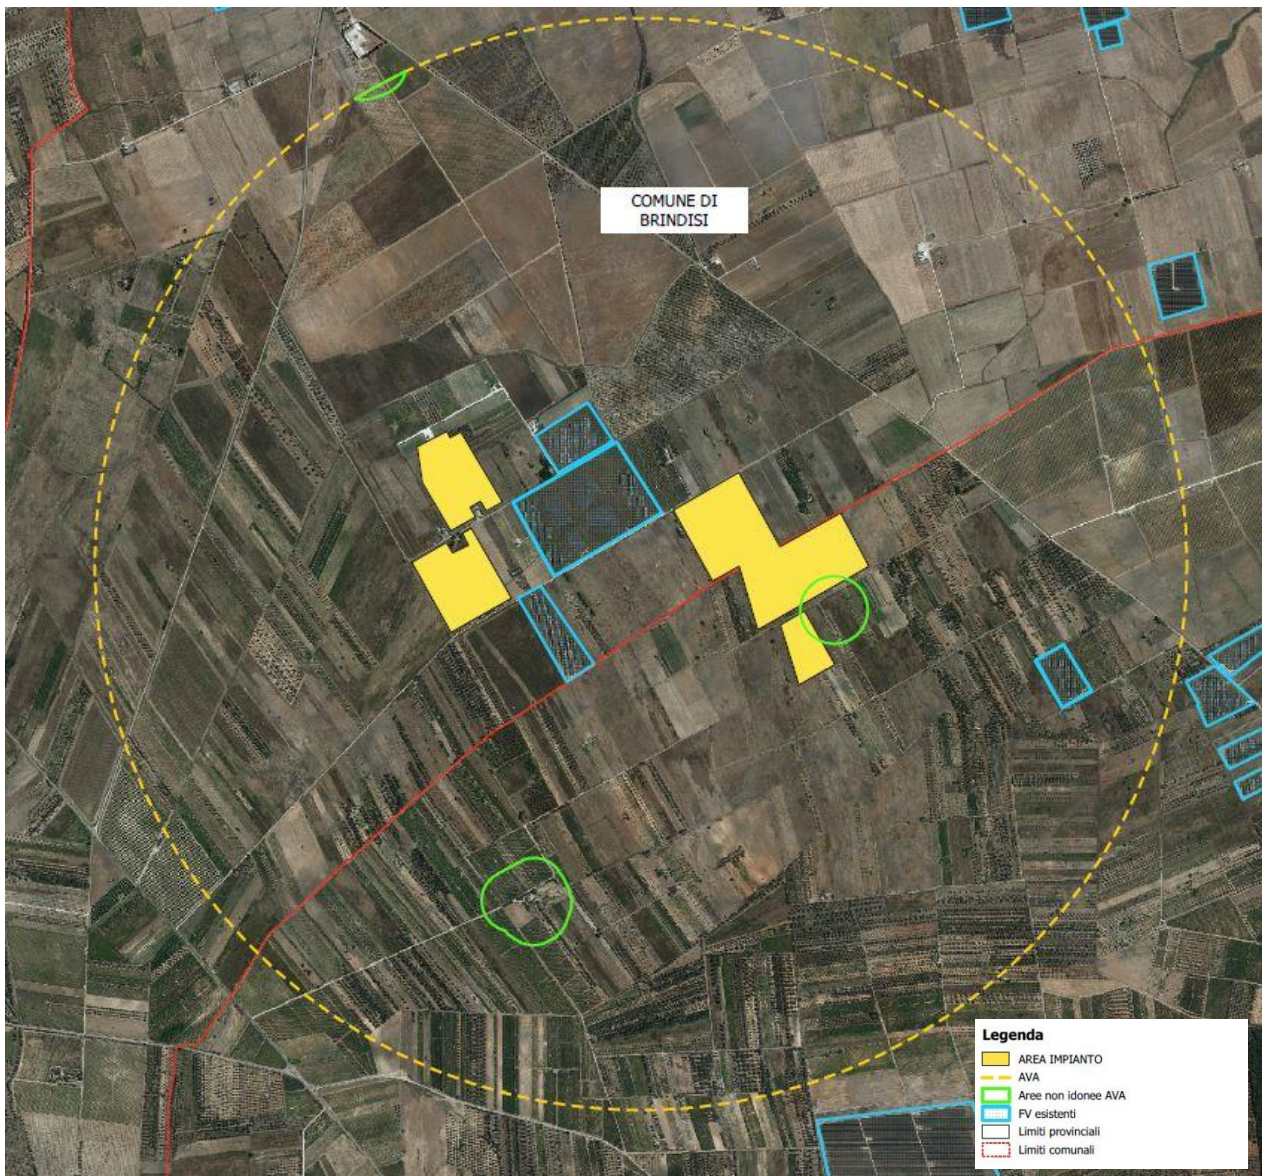 COMUNE DI
BRINDISI
Legenda
AREA IMPIANTO
AVA
Aree non idonee AVA
FV esistenti
Limiti provinciali
Limiti comunali